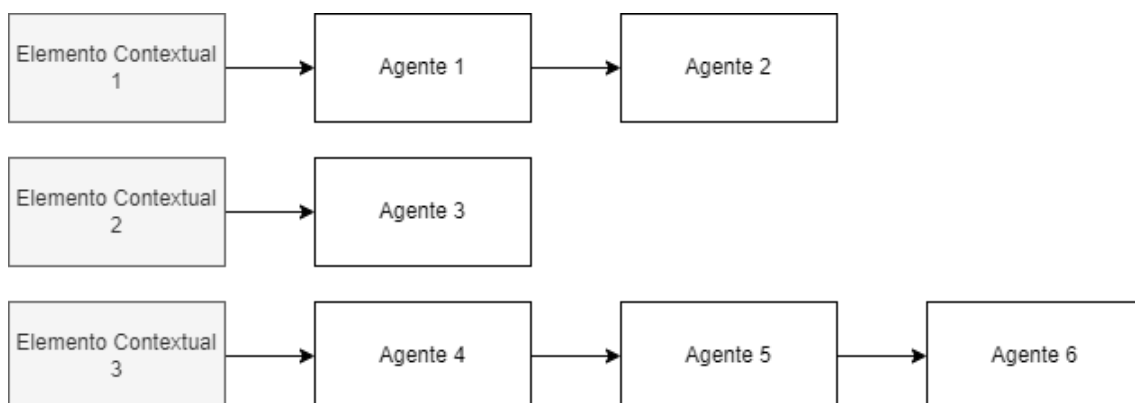 Elemento Contextual
1
Agente 1
Agente 2
Elemento Contextual
2
Agente 3
Elemento Contextual
3
Agente 4
Agente 5
Agente 6